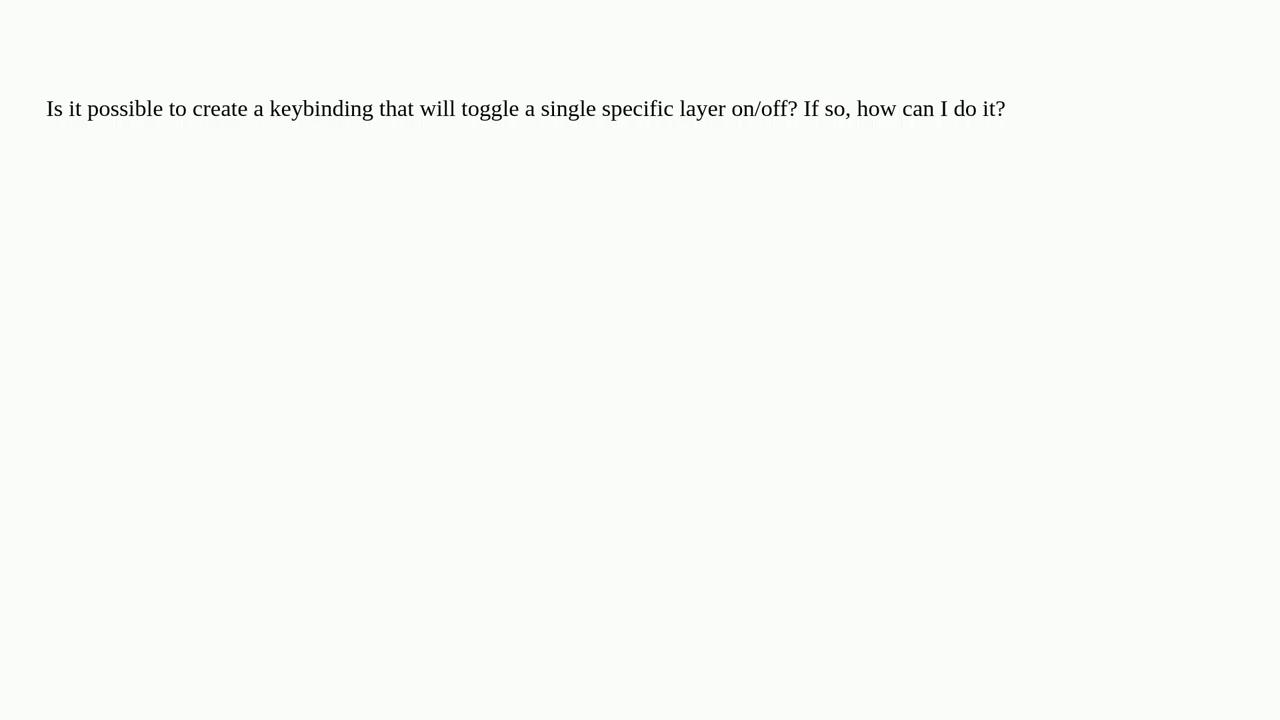 Is it possible to create a keybinding that will toggle a single specific layer on/off? If so, how can I do it?